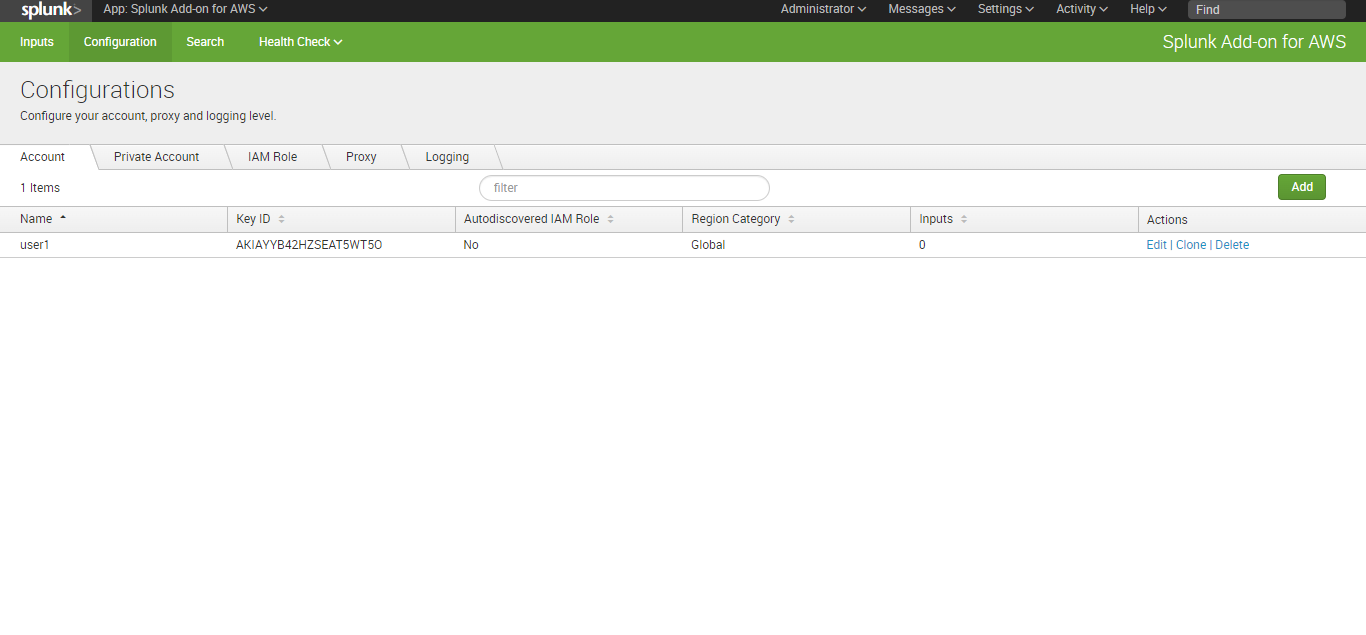 splunk> App: Splunk Add-on for AWS Administrator Messages Settings Activity Help Find
Inputs Configuration Search Health Check Splunk Add-on for AWS
Configurations
Configure your account, proxy and logging level.
Account Private Account IAM Role Proxy Logging
1 Items filter Add
Name Key ID Autodiscovered IAM Role Region Category Inputs Actions
user1 AKIAYYB42HZSEAT5WT5O No Global 0 Edit | Clone | Delete